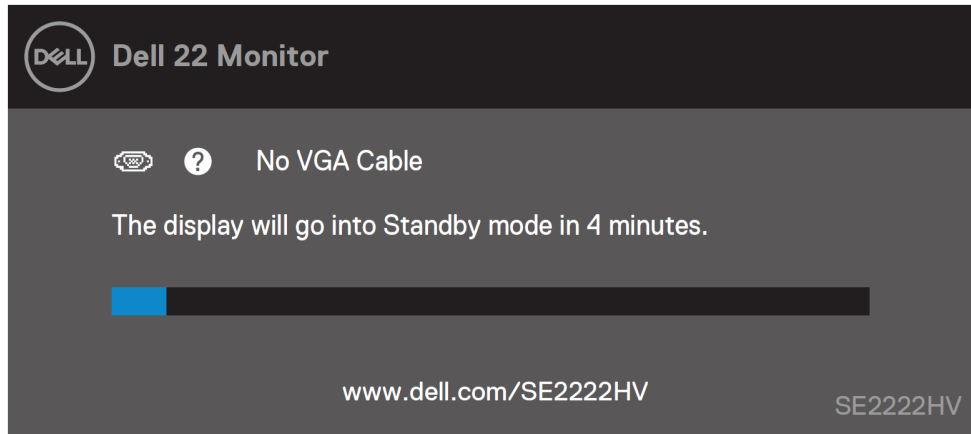 DELL Dell 22 Monitor
? No VGA Cable
The display will go into Standby mode in 4 minutes.
www.dell.com/SE2222HV
SE2222HV